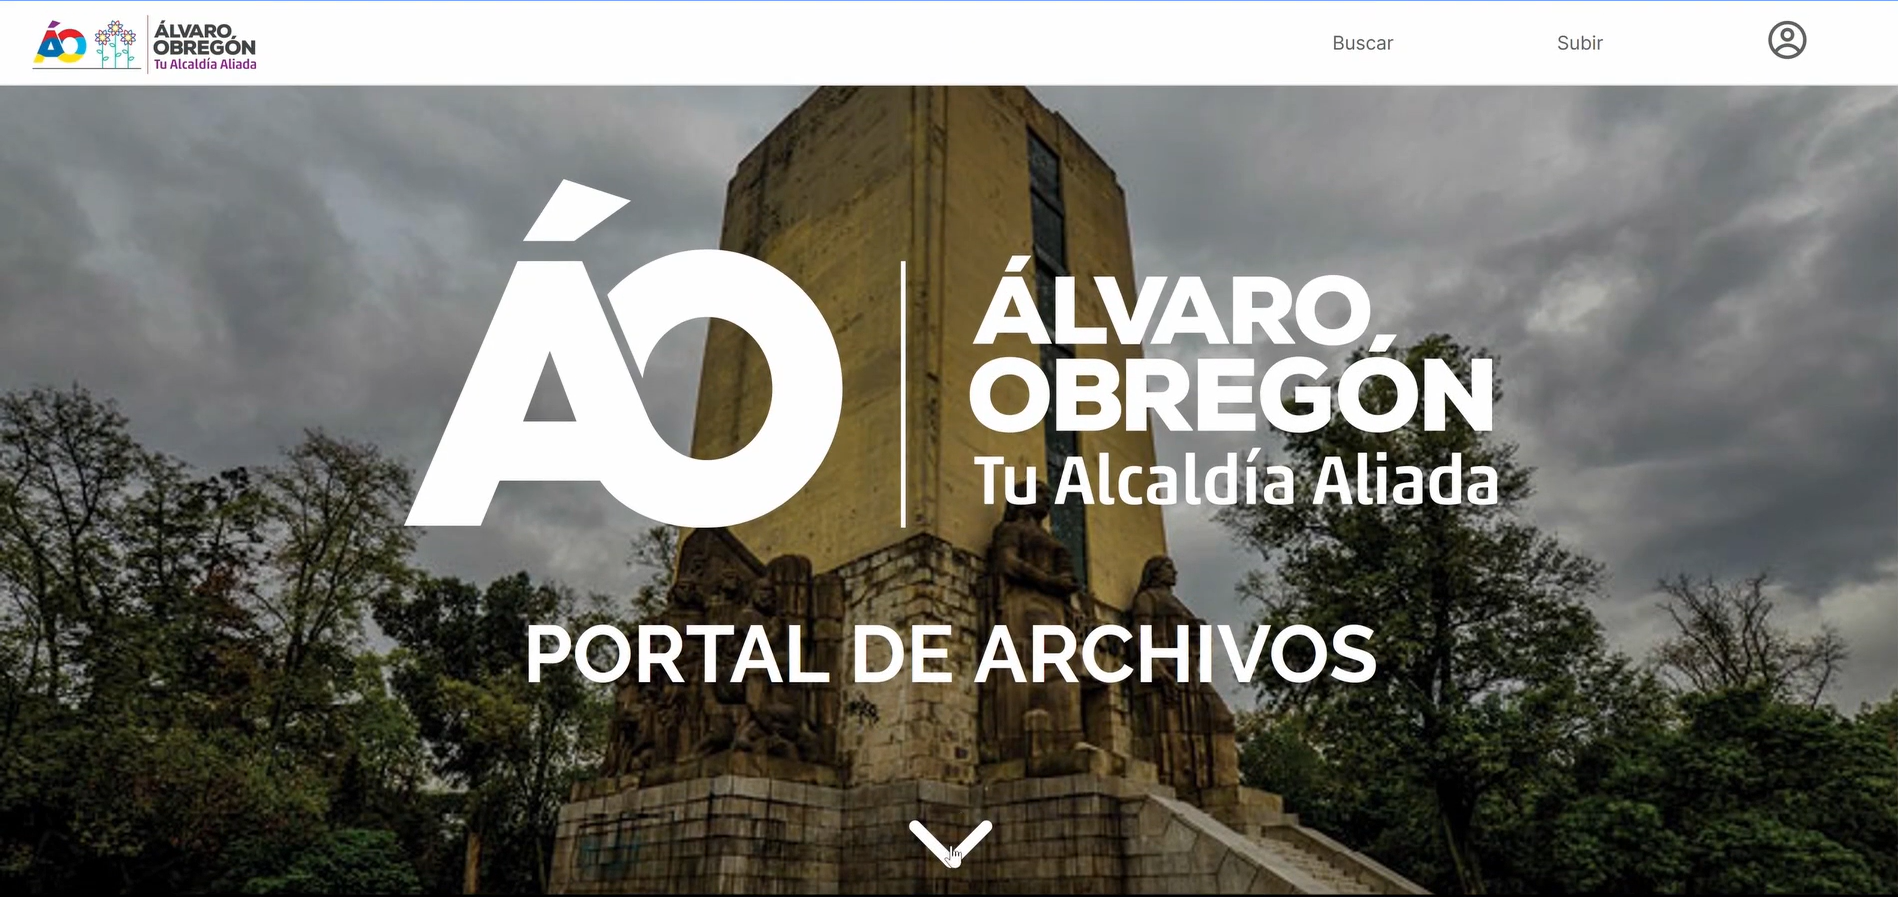 ÁO
ÁLVARO
OBREGÓN
Tu Alcaldía Aliada
Buscar
Subir
ÁO
ÁLVARO
OBREGÓN
Tu Alcaldía Aliada
PORTAL DE ARCHIVOS